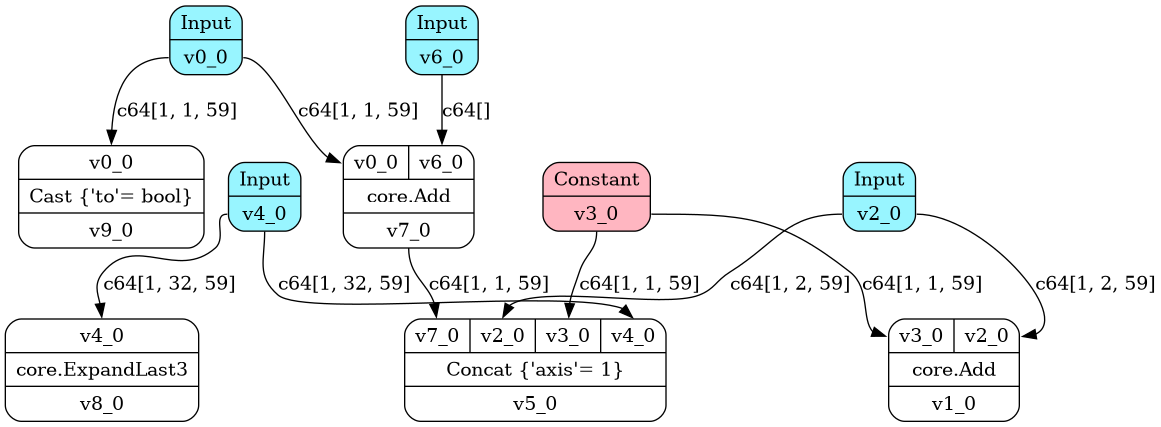 Input
v0_0
Input
v6_0
c64[1, 1, 59]
c64[1, 1, 59]
c64[]
v0_0
Cast {'to'= bool}
v9_0
Input
v4_0
v0_0 v6_0
core.Add
v7_0
Constant
v3_0
Input
v2_0
c64[1, 32, 59]
c64[1, 32, 59]
c64[1, 1, 59]
c64[1, 1, 59]
c64[1, 2, 59]
c64[1, 1, 59]
c64[1, 2, 59]
v4_0
core.ExpandLast3
v8_0
v7_0 v2_0 v3_0 v4_0
Concat {'axis'= 1}
v5_0
v3_0 v2_0
core.Add
v1_0